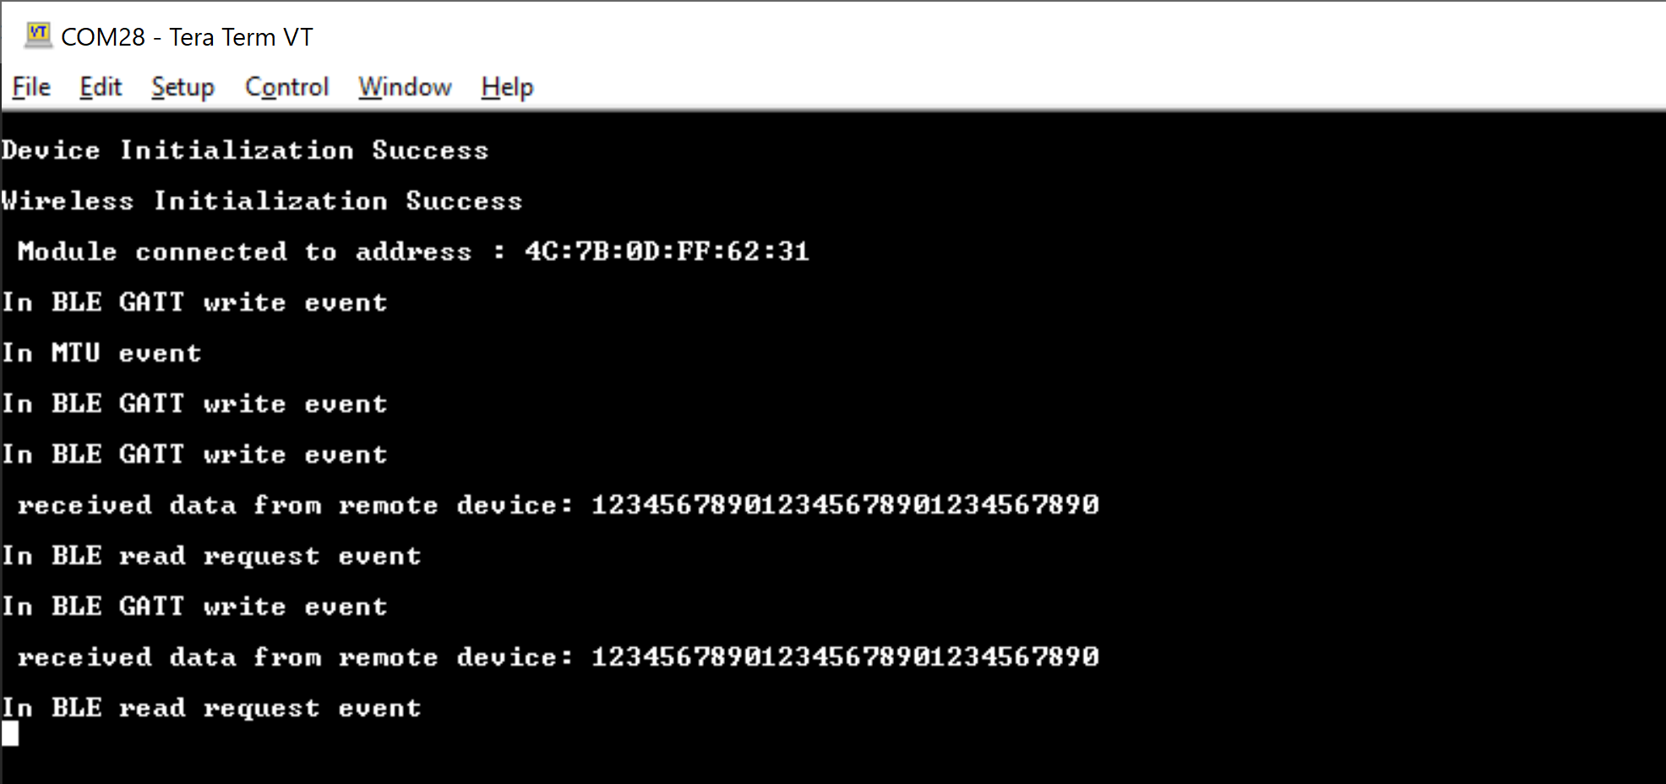 VT COM28 - Tera Term VT
File Edit Setup Control Window Help
Device Initialization Success
Wireless Initialization Success
Module connected to address : 4C:7B:0D:FF:62:31
In BLE GATT write event
In MTU event
In BLE GATT write event
In BLE GATT write event
received data from remote device: 123456789012345678901234567890
In BLE read request event
In BLE GATT write event
received data from remote device: 123456789012345678901234567890
In BLE read request event